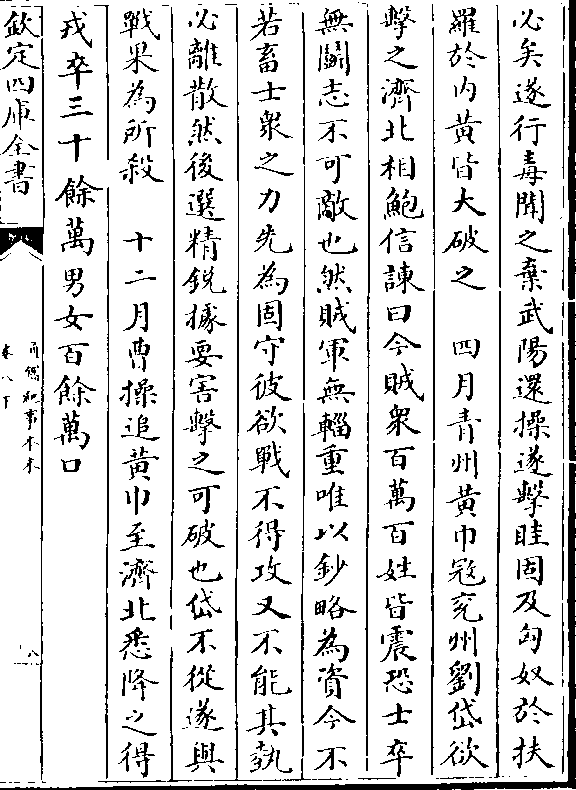 必矣遂行毒聞之棄武陽還操遂擊眭固及匈奴於扶
羅於内黄皆大破之　四月青州黄巾冦兖州劉岱欲
擊之濟北相鮑信諫曰今賊衆百萬百姓皆震恐士卒
無鬬志不可敵也然賊軍無輜重唯以鈔略為資今不
若畜士衆之力先為固守彼欲戰不得攻又不能其埶
必離散然後選精鋭據要害擊之可破也岱不從遂與
戰果為所殺　十二月曹操追黄巾至濟北悉降之得
戎卒三十餘萬男女百餘萬口
欽定四庫全書
通鑑紀事本末
卷八下
八